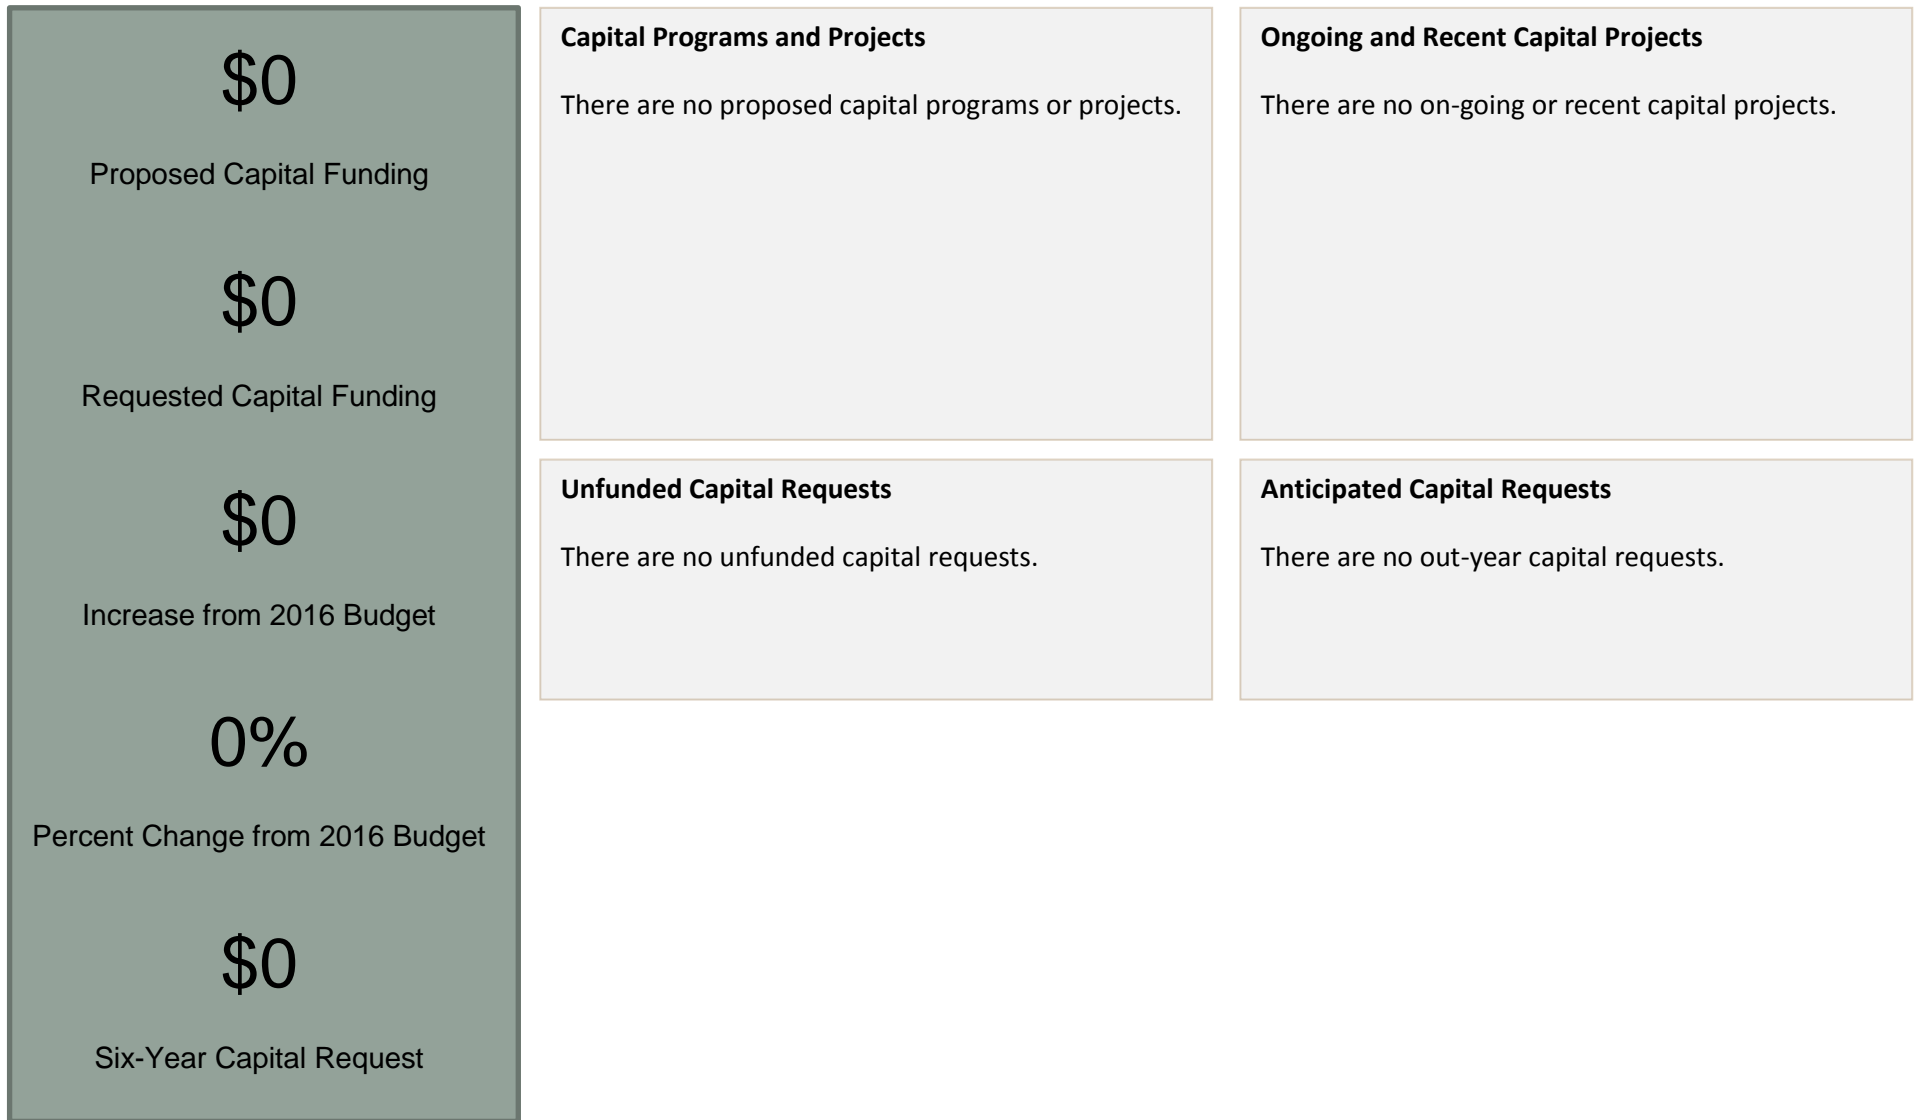 $0
Proposed Capital Funding
$0
Requested Capital Funding
$0
Increase from 2016 Budget
0%
Percent Change from 2016 Budget
$0
Six-Year Capital Request
Capital Programs and Projects
There are no proposed capital programs or projects.
Ongoing and Recent Capital Projects
There are no on-going or recent capital projects.
Unfunded Capital Requests
There are no unfunded capital requests.
Anticipated Capital Requests
There are no out-year capital requests.